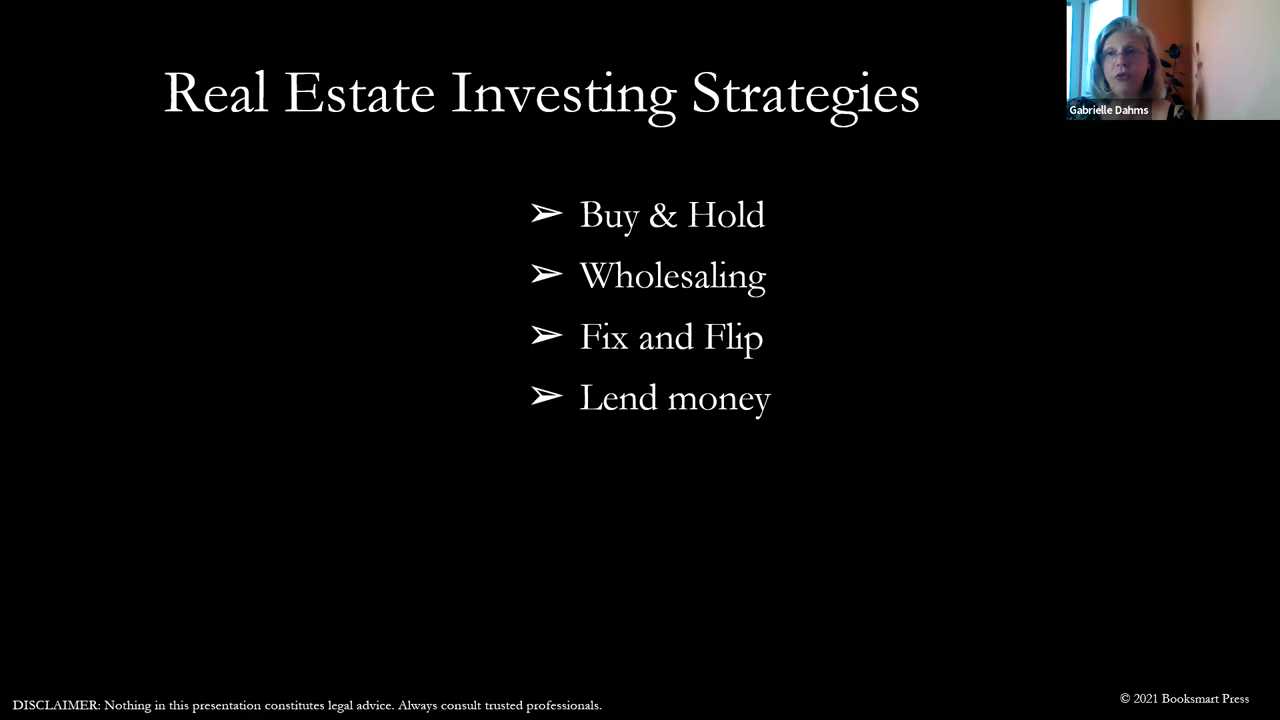 Real Estate Investing Strategies
Gabrielle Dahms
➢ Buy & Hold
➢ Wholesaling
➢ Fix and Flip
➢ Lend money
DISCLAIMER: Nothing in this presentation constitutes legal advice. Always consult trusted professionals.
© 2021 Booksmart Press